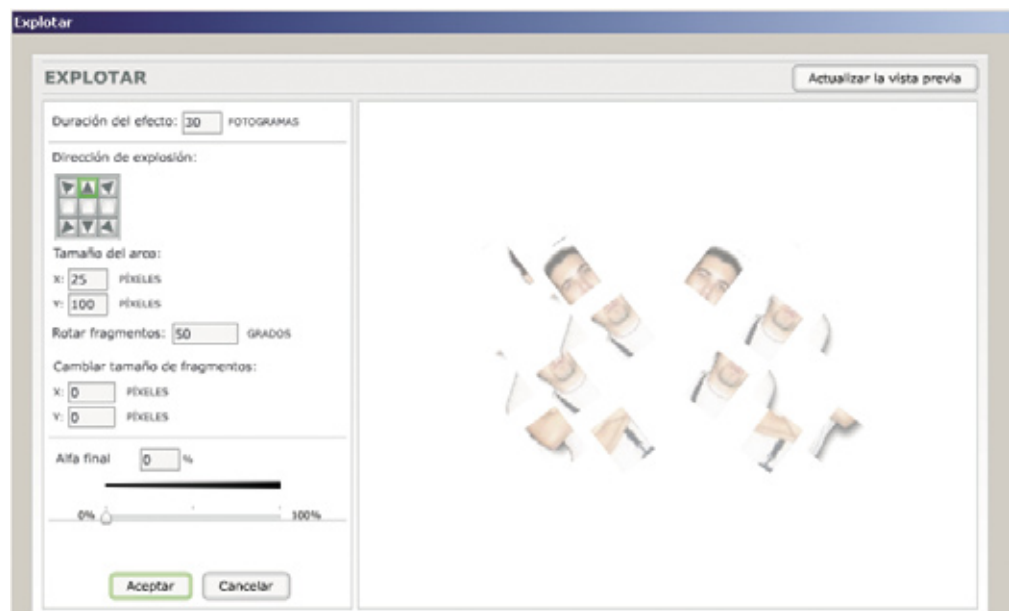 Explotar
EXPLOTAR
Actualizar la vista previa
Duración del efecto: 30 FOTOGRAMAS
Dirección de explosión:
Tamaño del arco:
X: 25 PÍXELES
Y: 100 PÍXELES
Rotar fragmentos: 50 GRADOS
Cambiar tamaño de fragmentos:
X: 0 PÍXELES
Y: 0 PÍXELES
Alfa final 0 %
0% 100%
Aceptar Cancelar